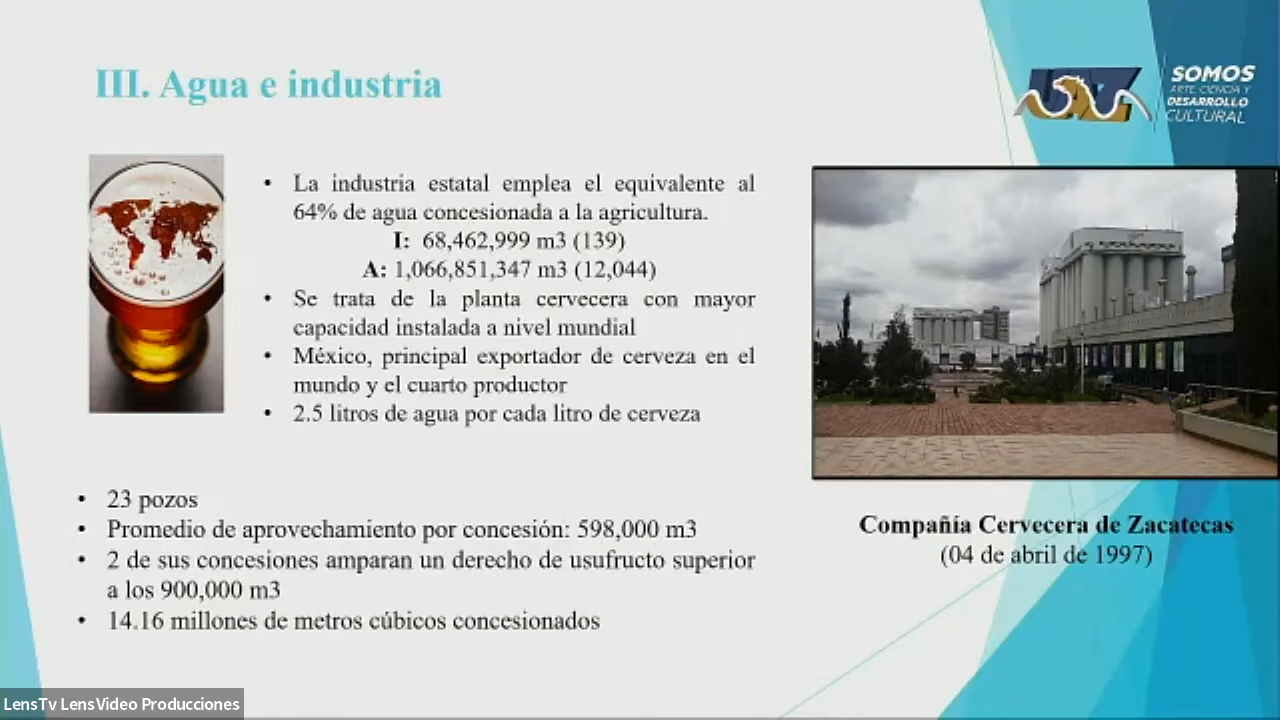 III. Agua e industria
UAZ
SOMOS
ARTE, CIENCIA Y
DESARROLLO
CULTURAL
• La industria estatal emplea el equivalente al
64% de agua concesionada a la agricultura.
I: 68,462,999 m3 (139)
A: 1,066,851,347 m3 (12,044)
• Se trata de la planta cervecera con mayor
capacidad instalada a nivel mundial
• México, principal exportador de cerveza en el
mundo y el cuarto productor
• 2.5 litros de agua por cada litro de cerveza
• 23 pozos
• Promedio de aprovechamiento por concesión: 598,000 m3
• 2 de sus concesiones amparan un derecho de usufructo superior
a los 900,000 m3
• 14.16 millones de metros cúbicos concesionados
Compañía Cervecera de Zacatecas
(04 de abril de 1997)
LensTv LensVideo Producciones